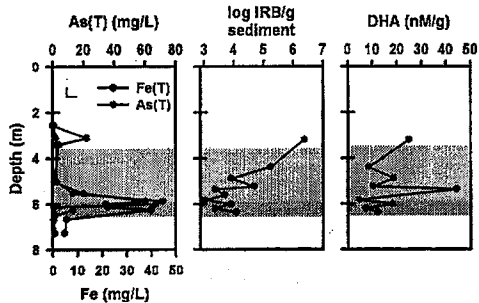 As(T) (mg/L)
0 20 40 60 80
log IRB/g
sediment
3 4 5 6 7
DHA (nM/g)
0 10 20 30 40 50
Depth (m)
0
2
4
6
8
Fe(T)
As(T)
0 10 20 30 40 50
Fe (mg/L)